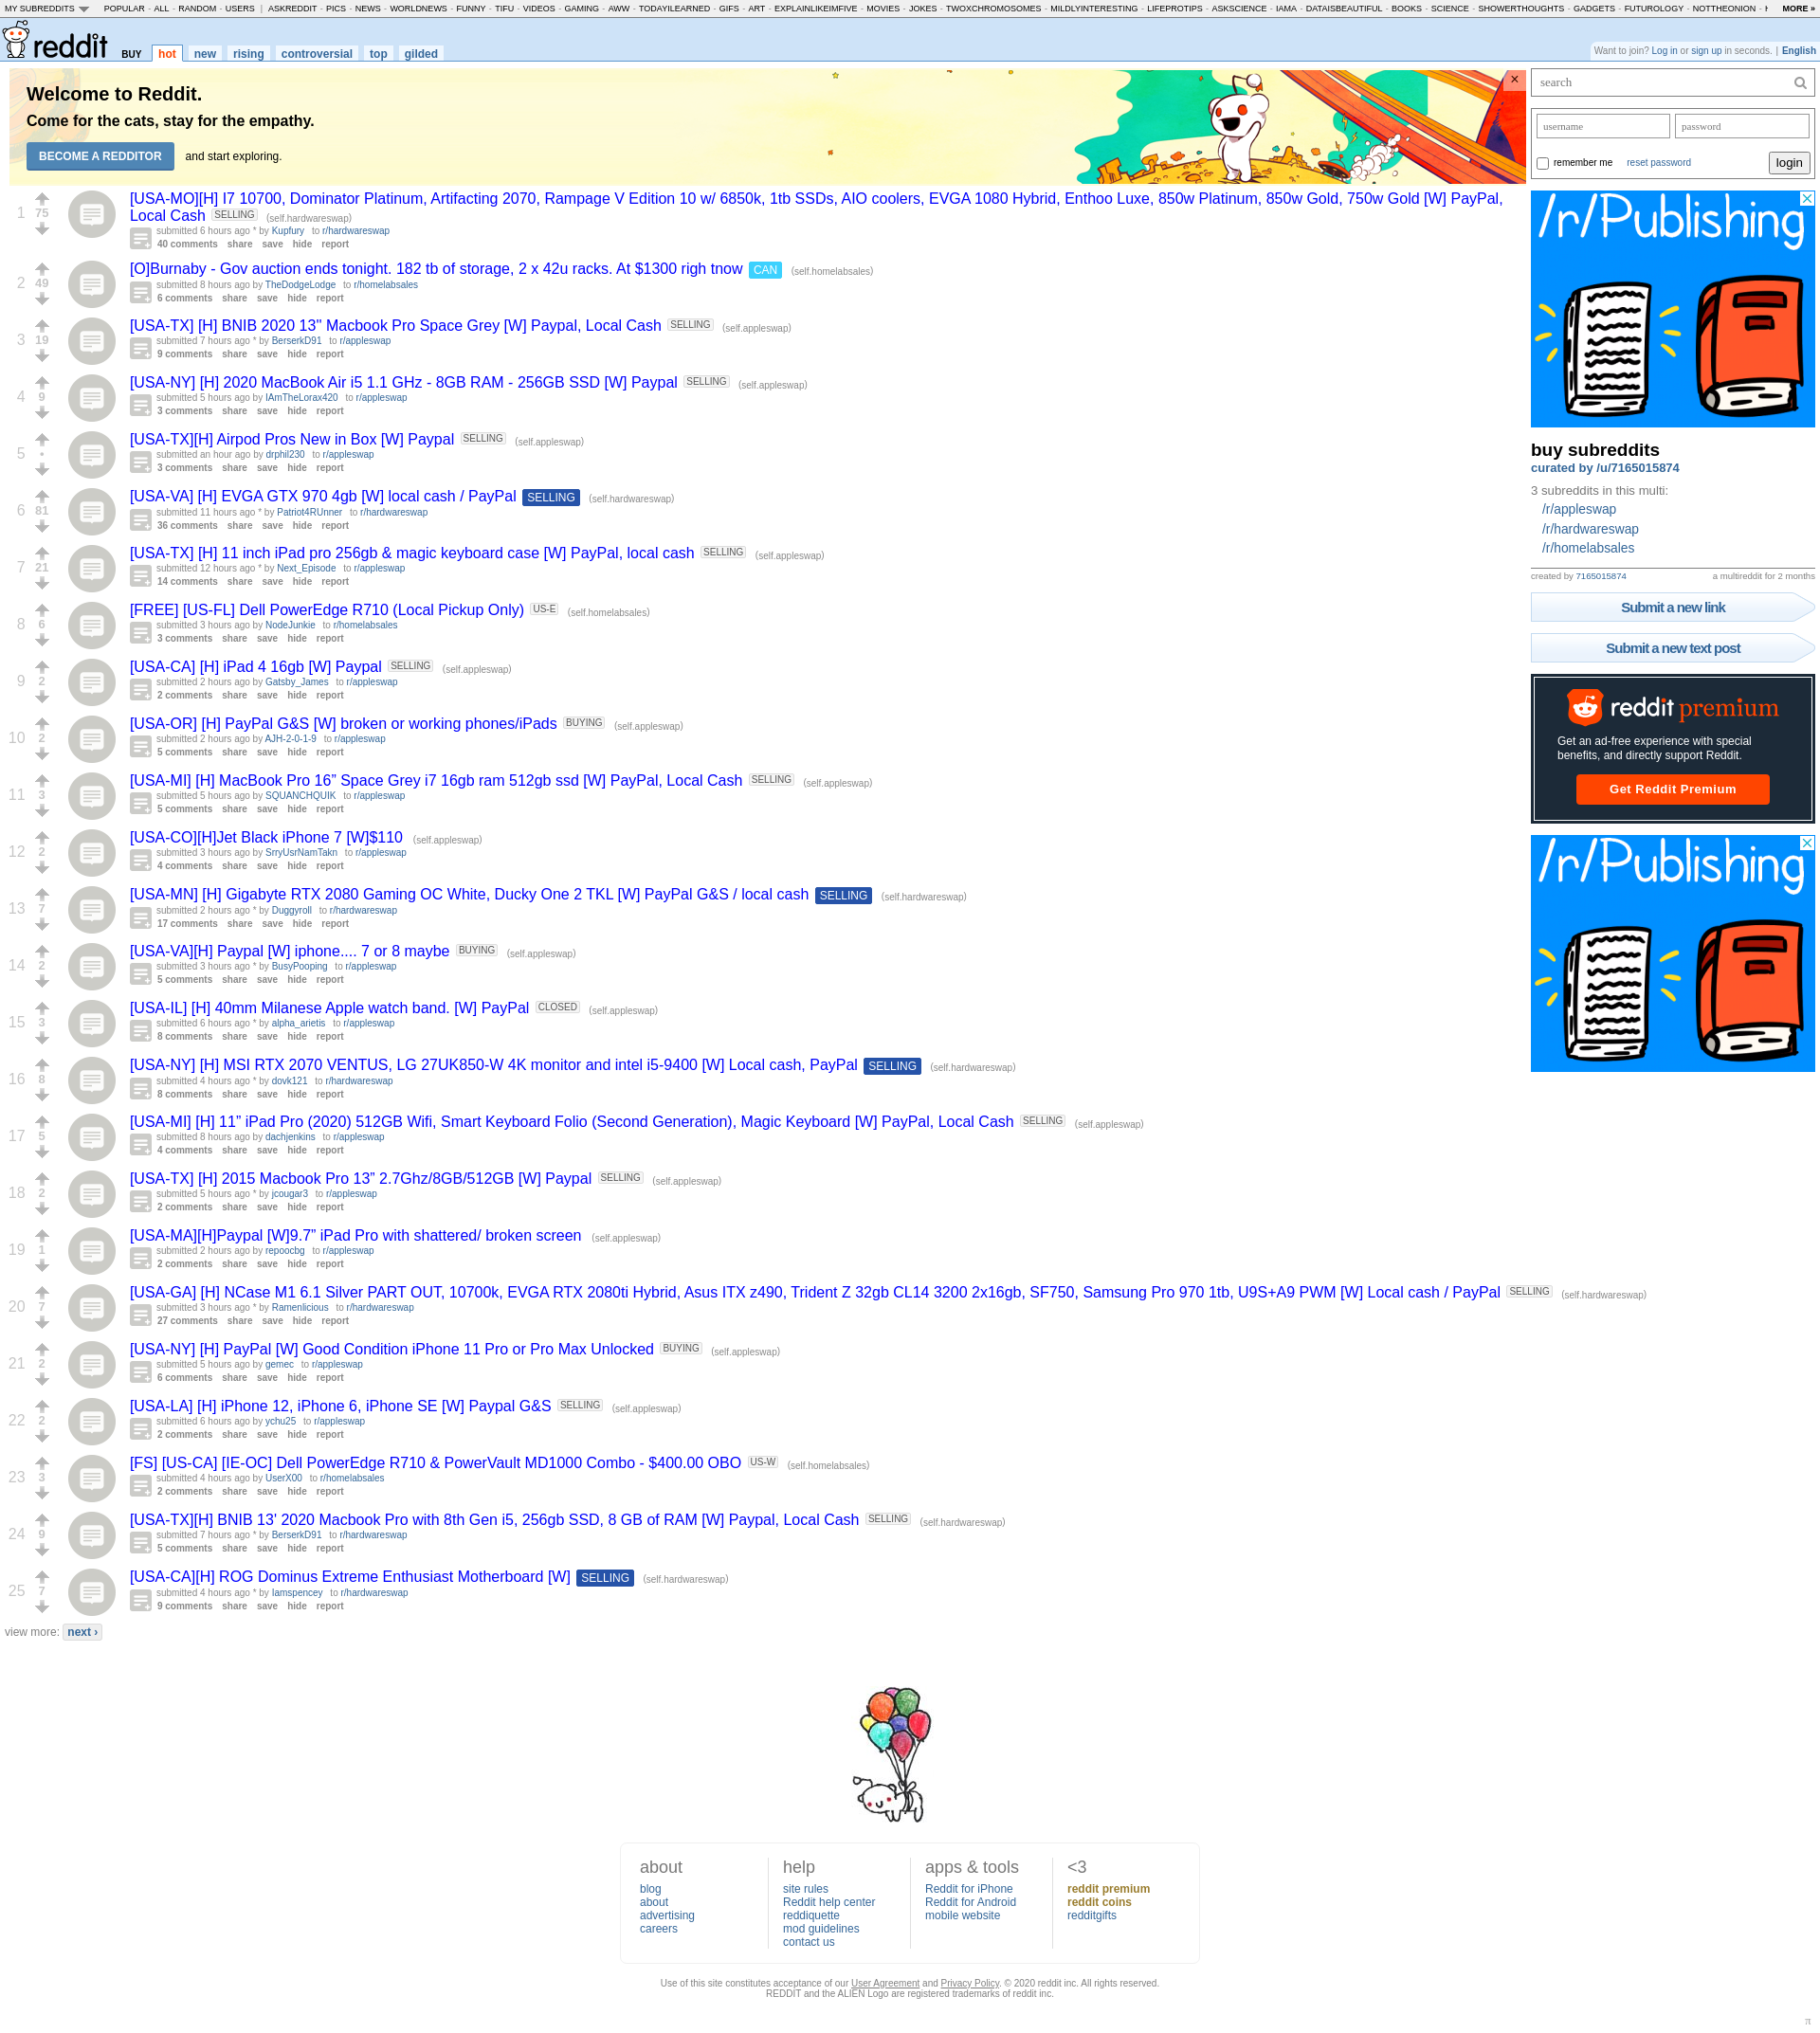 MY SUBREDDITS POPULAR - ALL - RANDOM - USERS | ASKREDDIT - PICS - NEWS - WORLDNEWS - FUNNY - TIFU - VIDEOS - GAMING - AWW - TODAYILEARNED - GIFS - ART - EXPLAINLIKEIMFIVE - MOVIES - JOKES - TWOXCHROMOSOMES - MILDLYINTERESTING - LIFEPROTIPS - ASKSCIENCE - IAMA - DATAISBEAUTIFUL - BOOKS - SCIENCE - SHOWERTHOUGHTS - GADGETS - FUTUROLOGY - NOTTHEONION - MORE »
reddit BUY hot new rising controversial top gilded
Want to join? Log in or sign up in seconds. | English
Welcome to Reddit.
Come for the cats, stay for the empathy.
BECOME A REDDITOR and start exploring.
×
1 75 [USA-MO][H] I7 10700, Dominator Platinum, Artifacting 2070, Rampage V Edition 10 w/ 6850k, 1tb SSDs, AIO coolers, EVGA 1080 Hybrid, Enthoo Luxe, 850w Platinum, 850w Gold, 750w Gold [W] PayPal,
Local Cash SELLING (self.hardwareswap)
submitted 6 hours ago * by Kupfury to r/hardwareswap
40 comments share save hide report
2 49 [O]Burnaby - Gov auction ends tonight. 182 tb of storage, 2 x 42u racks. At $1300 righ tnow CAN (self.homelabsales)
submitted 8 hours ago by TheDodgeLodge to r/homelabsales
6 comments share save hide report
3 19 [USA-TX] [H] BNIB 2020 13" Macbook Pro Space Grey [W] Paypal, Local Cash SELLING (self.appleswap)
submitted 7 hours ago * by BerserkD91 to r/appleswap
9 comments share save hide report
4 9 [USA-NY] [H] 2020 MacBook Air i5 1.1 GHz - 8GB RAM - 256GB SSD [W] Paypal SELLING (self.appleswap)
submitted 5 hours ago by IAmTheLorax420 to r/appleswap
3 comments share save hide report
5 • [USA-TX][H] Airpod Pros New in Box [W] Paypal SELLING (self.appleswap)
submitted an hour ago by drphil230 to r/appleswap
3 comments share save hide report
6 81 [USA-VA] [H] EVGA GTX 970 4gb [W] local cash / PayPal SELLING (self.hardwareswap)
submitted 11 hours ago * by Patriot4RUnner to r/hardwareswap
36 comments share save hide report
7 21 [USA-TX] [H] 11 inch iPad pro 256gb & magic keyboard case [W] PayPal, local cash SELLING (self.appleswap)
submitted 12 hours ago * by Next_Episode to r/appleswap
14 comments share save hide report
8 6 [FREE] [US-FL] Dell PowerEdge R710 (Local Pickup Only) US-E (self.homelabsales)
submitted 3 hours ago by NodeJunkie to r/homelabsales
3 comments share save hide report
9 2 [USA-CA] [H] iPad 4 16gb [W] Paypal SELLING (self.appleswap)
submitted 2 hours ago by Gatsby_James to r/appleswap
2 comments share save hide report
10 2 [USA-OR] [H] PayPal G&S [W] broken or working phones/iPads BUYING (self.appleswap)
submitted 2 hours ago by AJH-2-0-1-9 to r/appleswap
5 comments share save hide report
11 3 [USA-MI] [H] MacBook Pro 16” Space Grey i7 16gb ram 512gb ssd [W] PayPal, Local Cash SELLING (self.appleswap)
submitted 5 hours ago by SQUANCHQUIK to r/appleswap
5 comments share save hide report
12 2 [USA-CO][H]Jet Black iPhone 7 [W]$110 (self.appleswap)
submitted 3 hours ago by SrryUsrNamTakn to r/appleswap
4 comments share save hide report
13 7 [USA-MN] [H] Gigabyte RTX 2080 Gaming OC White, Ducky One 2 TKL [W] PayPal G&S / local cash SELLING (self.hardwareswap)
submitted 2 hours ago * by Duggyroll to r/hardwareswap
17 comments share save hide report
14 2 [USA-VA][H] Paypal [W] iphone.... 7 or 8 maybe BUYING (self.appleswap)
submitted 3 hours ago * by BusyPooping to r/appleswap
5 comments share save hide report
15 3 [USA-IL] [H] 40mm Milanese Apple watch band. [W] PayPal CLOSED (self.appleswap)
submitted 6 hours ago * by alpha_arietis to r/appleswap
8 comments share save hide report
16 8 [USA-NY] [H] MSI RTX 2070 VENTUS, LG 27UK850-W 4K monitor and intel i5-9400 [W] Local cash, PayPal SELLING (self.hardwareswap)
submitted 4 hours ago * by dovk121 to r/hardwareswap
8 comments share save hide report
17 5 [USA-MI] [H] 11” iPad Pro (2020) 512GB Wifi, Smart Keyboard Folio (Second Generation), Magic Keyboard [W] PayPal, Local Cash SELLING (self.appleswap)
submitted 8 hours ago by dachjenkins to r/appleswap
4 comments share save hide report
18 2 [USA-TX] [H] 2015 Macbook Pro 13” 2.7Ghz/8GB/512GB [W] Paypal SELLING (self.appleswap)
submitted 5 hours ago * by jcougar3 to r/appleswap
2 comments share save hide report
19 1 [USA-MA][H]Paypal [W]9.7” iPad Pro with shattered/ broken screen (self.appleswap)
submitted 2 hours ago by repoocbg to r/appleswap
2 comments share save hide report
20 7 [USA-GA] [H] NCase M1 6.1 Silver PART OUT, 10700k, EVGA RTX 2080ti Hybrid, Asus ITX z490, Trident Z 32gb CL14 3200 2x16gb, SF750, Samsung Pro 970 1tb, U9S+A9 PWM [W] Local cash / PayPal SELLING (self.hardwareswap)
submitted 3 hours ago * by Ramenlicious to r/hardwareswap
27 comments share save hide report
21 2 [USA-NY] [H] PayPal [W] Good Condition iPhone 11 Pro or Pro Max Unlocked BUYING (self.appleswap)
submitted 5 hours ago by gemec to r/appleswap
6 comments share save hide report
22 2 [USA-LA] [H] iPhone 12, iPhone 6, iPhone SE [W] Paypal G&S SELLING (self.appleswap)
submitted 6 hours ago by ychu25 to r/appleswap
2 comments share save hide report
23 3 [FS] [US-CA] [IE-OC] Dell PowerEdge R710 & PowerVault MD1000 Combo - $400.00 OBO US-W (self.homelabsales)
submitted 4 hours ago by UserX00 to r/homelabsales
2 comments share save hide report
24 9 [USA-TX][H] BNIB 13' 2020 Macbook Pro with 8th Gen i5, 256gb SSD, 8 GB of RAM [W] Paypal, Local Cash SELLING (self.hardwareswap)
submitted 7 hours ago * by BerserkD91 to r/hardwareswap
5 comments share save hide report
25 7 [USA-CA][H] ROG Dominus Extreme Enthusiast Motherboard [W] SELLING (self.hardwareswap)
submitted 4 hours ago * by Iamspencey to r/hardwareswap
9 comments share save hide report
view more: next ›
search
username password
remember me reset password login
/r/Publishing
buy subreddits
curated by /u/7165015874
3 subreddits in this multi:
/r/appleswap
/r/hardwareswap
/r/homelabsales
created by 7165015874 a multireddit for 2 months
Submit a new link
Submit a new text post
reddit premium
Get an ad-free experience with special
benefits, and directly support Reddit.
Get Reddit Premium
/r/Publishing
about
blog
about
advertising
careers
help
site rules
Reddit help center
reddiquette
mod guidelines
contact us
apps & tools
Reddit for iPhone
Reddit for Android
mobile website
<3
reddit premium
reddit coins
redditgifts
Use of this site constitutes acceptance of our User Agreement and Privacy Policy. © 2020 reddit inc. All rights reserved.
REDDIT and the ALIEN Logo are registered trademarks of reddit inc.
π